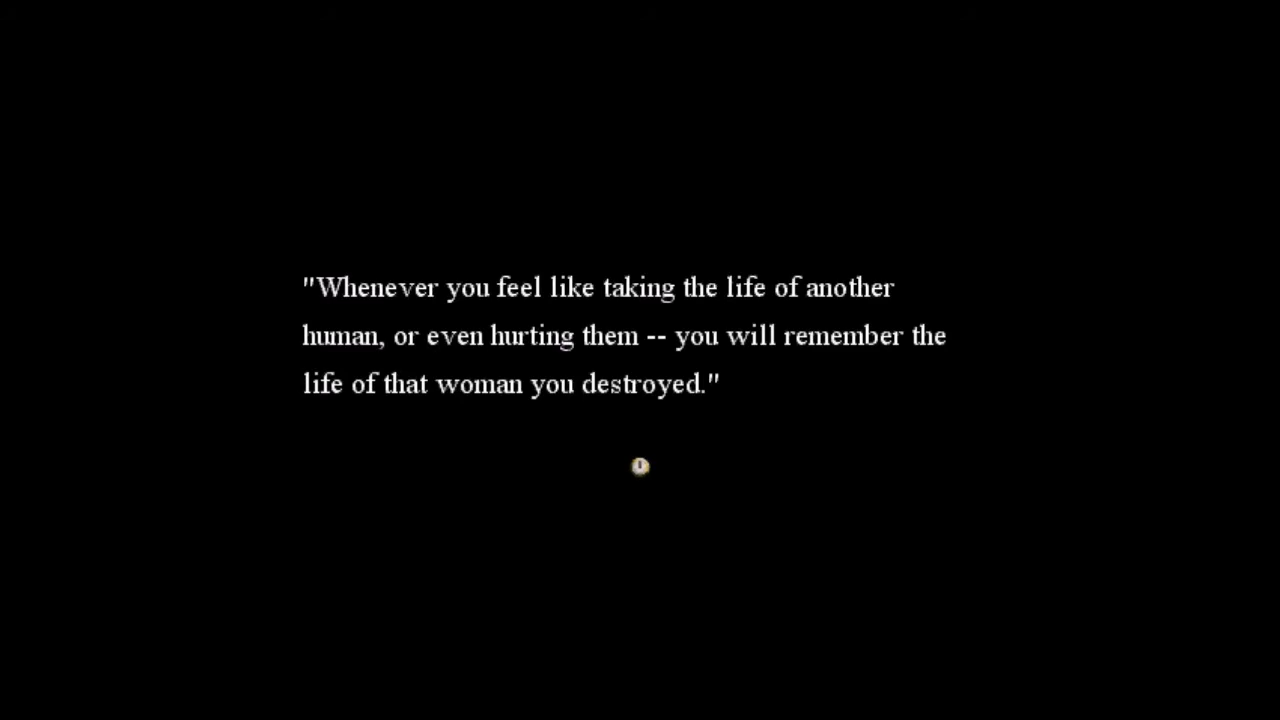 "Whenever you feel like taking the life of another
human, or even hurting them -- you will remember the
life of that woman you destroyed."